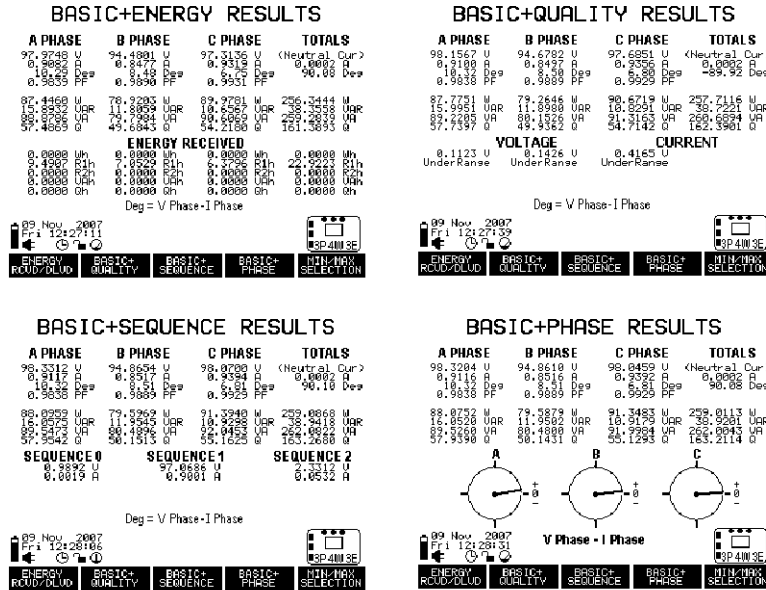 BASIC+ENERGY RESULTS
A PHASE B PHASE C PHASE TOTALS
97.9748 V 94.4801 V 97.3136 V (Neutral Cur)
0.9082 A 0.8477 A 0.9319 A 0.0002 A
10.29 Deg 8.48 Deg 6.75 Deg 90.08 Deg
0.9839 PF 0.9890 PF 0.9931 PF
87.4460 W 78.9203 W 89.9781 W 256.3444 W
15.8932 VAR 11.8059 VAR 10.6567 VAR 38.3558 VAR
88.8786 VA 79.7984 VA 90.6069 VA 259.2839 VA
57.4869 Q 49.6843 Q 54.2180 Q 161.3893 Q
ENERGY RECEIVED
0.0000 Wh 0.0000 Wh 0.0000 Wh 0.0000 Wh
9.4907 R1h 7.0529 R1h 6.3796 R1h 22.9223 R1h
0.0000 R2h 0.0000 R2h 0.0000 R2h 0.0000 R2h
0.0000 VAh 0.0000 VAh 0.0000 VAh 0.0000 VAh
0.0000 Qh 0.0000 Qh 0.0000 Qh 0.0000 Qh
Deg = V Phase-I Phase
09 Nov 2007
Fri 12:27:11
3P4W3E
ENERGY RCVD/DLVD BASIC+ QUALITY BASIC+ SEQUENCE BASIC+ PHASE MIN/MAX SELECTION
BASIC+QUALITY RESULTS
A PHASE B PHASE C PHASE TOTALS
98.1567 V 94.6782 V 97.6851 V (Neutral Cur
0.9100 A 0.8497 A 0.9356 A 0.0002 A
10.32 Deg 8.50 Deg 6.80 Deg -89.92 Deg
0.9838 PF 0.9889 PF 0.9929 PF
87.7751 W 79.2646 W 90.6719 W 257.7116 W
15.9951 VAR 11.8980 VAR 10.8291 VAR 38.7221 VAR
89.2205 VA 80.1526 VA 91.3163 VA 260.6894 VA
57.7397 Q 49.9362 Q 54.7142 Q 162.3901 Q
VOLTAGE CURRENT
0.1123 V 0.1426 V 0.4165 V
UnderRange UnderRange UnderRange
Deg = V Phase-I Phase
09 Nov 2007
Fri 12:27:39
3P4W3E
ENERGY RCVD/DLVD BASIC+ QUALITY BASIC+ SEQUENCE BASIC+ PHASE MIN/MAX SELECTION
BASIC+SEQUENCE RESULTS
A PHASE B PHASE C PHASE TOTALS
98.3312 V 94.8654 V 98.0700 V (Neutral Cur)
0.9117 A 0.8517 A 0.9394 A 0.0002 A
10.32 Deg 8.51 Deg 6.81 Deg 90.10 Deg
0.9838 PF 0.9889 PF 0.9929 PF
88.0959 W 79.5969 W 91.3940 W 259.0868 W
16.0575 VAR 11.9545 VAR 10.9298 VAR 38.9418 VAR
89.5473 VA 80.4896 VA 92.0453 VA 262.0822 VA
57.9542 Q 50.1513 Q 55.1625 Q 163.2680 Q
SEQUENCE 0 SEQUENCE 1 SEQUENCE 2
0.9892 V 97.0686 V 2.3312 V
0.0019 A 0.9001 A 0.0532 A
Deg = V Phase-I Phase
09 Nov 2007
Fri 12:28:06
3P4W3E
ENERGY RCVD/DLVD BASIC+ QUALITY BASIC+ SEQUENCE BASIC+ PHASE MIN/MAX SELECTION
BASIC+PHASE RESULTS
A PHASE B PHASE C PHASE TOTALS
98.3204 V 94.8610 V 98.0459 V (Neutral Cur
0.9116 A 0.8516 A 0.9392 A 0.0002 A
10.32 Deg 8.51 Deg 6.81 Deg 90.08 Deg
0.9838 PF 0.9889 PF 0.9929 PF
88.0752 W 79.5879 W 91.3483 W 259.0113 W
16.0520 VAR 11.9502 VAR 10.9179 VAR 38.9201 VAR
89.5260 VA 80.4800 VA 91.9984 VA 262.0043 VA
57.9390 Q 50.1431 Q 55.1293 Q 163.2114 Q
A B C
+ + +
0 0 0
- - -
V Phase - I Phase
09 Nov 2007
Fri 12:28:31
3P4W3E
ENERGY RCVD/DLVD BASIC+ QUALITY BASIC+ SEQUENCE BASIC+ PHASE MIN/MAX SELECTION